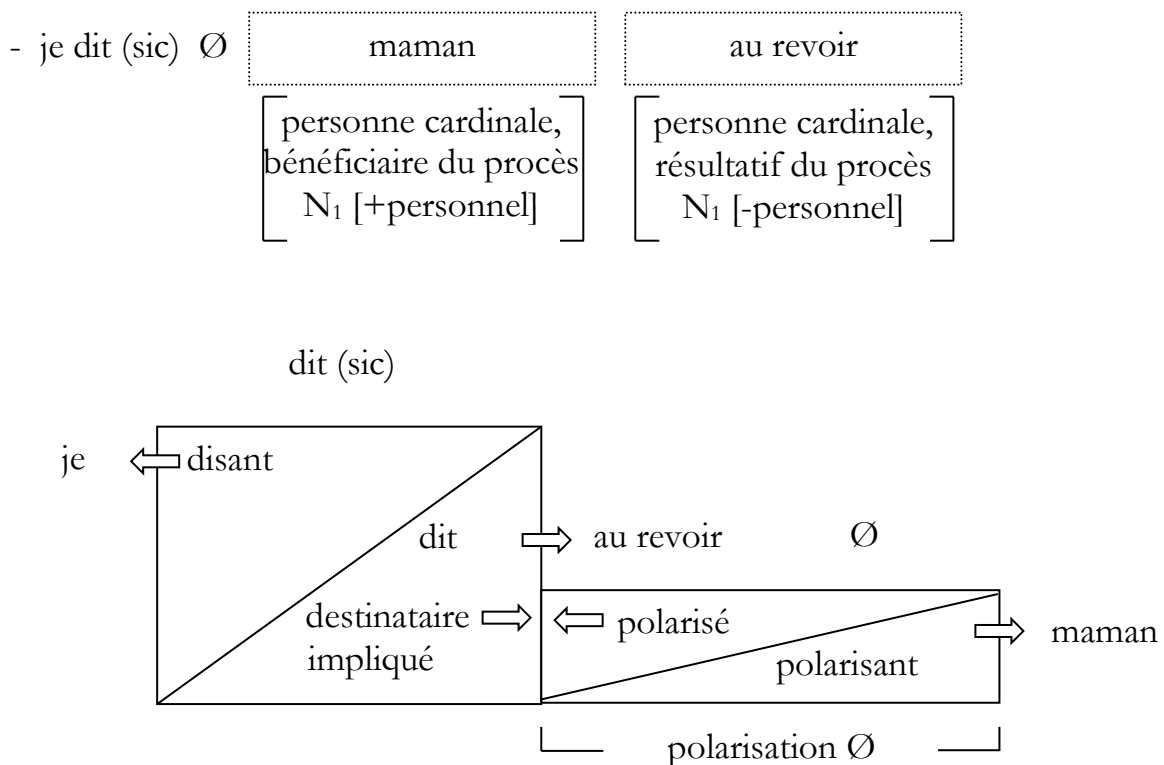 - je dit (sic) Ø maman au revoir
personne cardinale,
bénéficiaire du procès
N₁ [+personnel]
personne cardinale,
résultatif du procès
N₁ [-personnel]
dit (sic)
je disant
dit au revoir Ø
destinataire
impliqué
polarisé
polarisant
maman
polarisation Ø